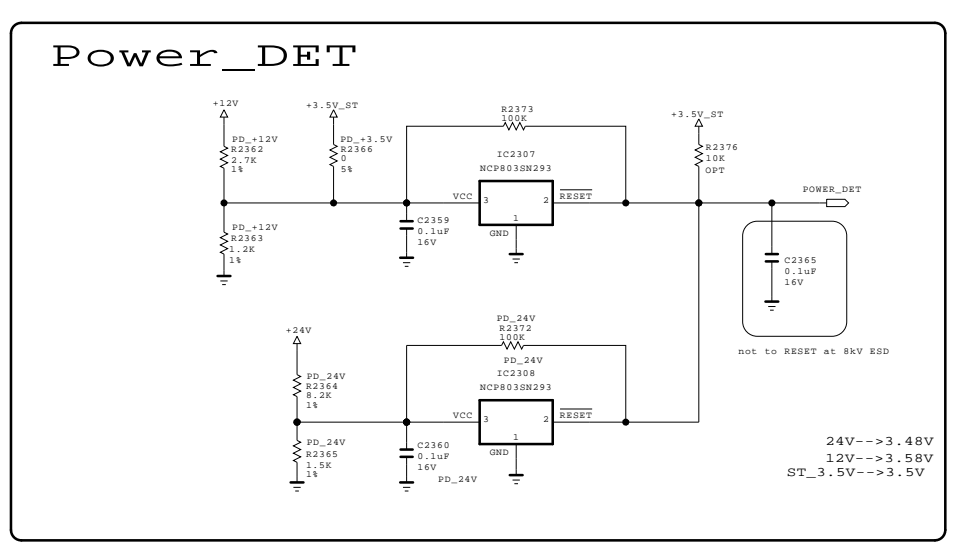 Power_DET
+12V
PD_+12V
R2362
2.7K
1%
+3.5V_ST
PD_+3.5V
R2366
0
5%
R2373
100K
IC2307
NCP803SN293
VCC
3
2
RESET
1
GND
+3.5V_ST
R2376
10K
OPT
POWER_DET
PD_+12V
R2363
1.2K
1%
C2359
0.1uF
16V
C2365
0.1uF
16V
not to RESET at 8kV ESD
+24V
PD_24V
R2364
8.2K
1%
PD_24V
R2372
100K
PD_24V
IC2308
NCP803SN293
VCC
3
2
RESET
1
GND
PD_24V
R2365
1.5K
1%
C2360
0.1uF
16V
PD_24V
24V-->3.48V
12V-->3.58V
ST_3.5V-->3.5V